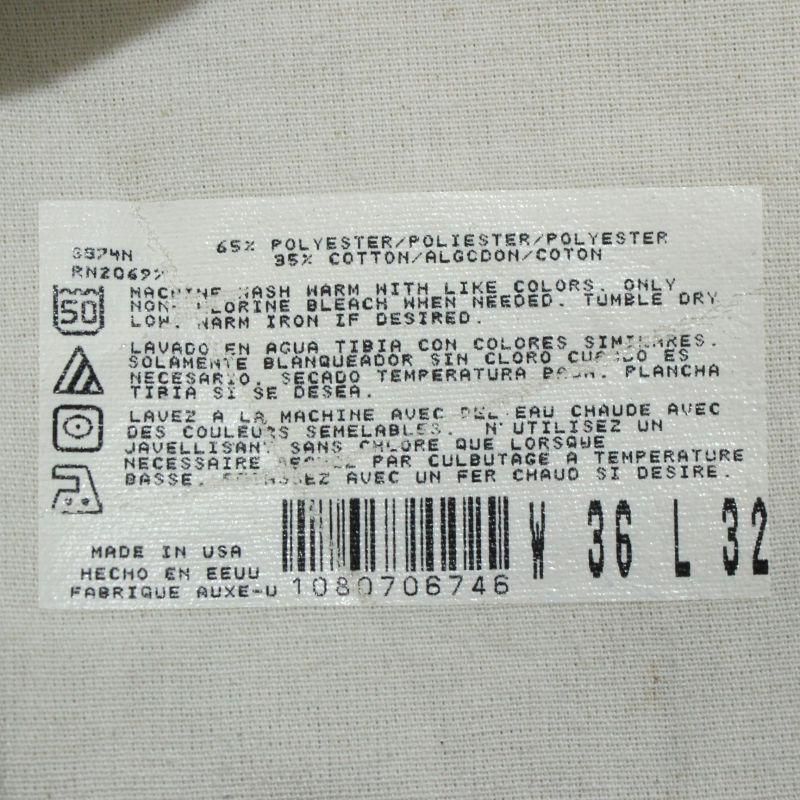 65% POLYESTER/POLIESTER/POLYESTER
35% COTTON/ALGODON/COTON
50
MACHINE WASH WARM WITH LIKE COLORS. ONLY
NON-CHLORINE BLEACH WHEN NEEDED. TUMBLE DRY
LOW. WARM IRON IF DESIRED.
LAVADO EN AGUA TIBIA CON COLORES SIMILARES.
SOLAMENTE BLANQUEADOR SIN CLORO CUANDO ES
NECESARIO. SECADO TEMPERATURA BAJA. PLANCHA
TIBIA SI SE DESEA.
LAVEZ A LA MACHINE AVEC EAU CHAUDE AVEC
DES COULEURS SEMELABLES. N'UTILISEZ UN
JAVELLISANT SANS CHLORE QUE LORSQUE
NECESSAIRE PAR CULBUTAGE A TEMPERATURE
BASSE. AVEC UN FER CHAUD SI DESIRE.
MADE IN USA
HECHO EN EEUU
FABRIQUE AUX E-U
1080706746
W 36 L 32